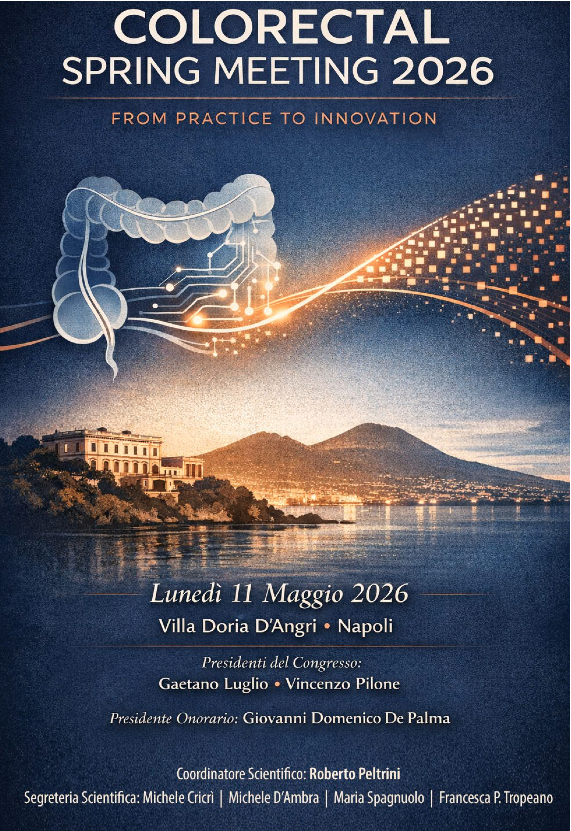 COLORECTAL
SPRING MEETING 2026
FROM PRACTICE TO INNOVATION
Lunedì 11 Maggio 2026
Villa Doria D'Angri • Napoli
Presidenti del Congresso:
Gaetano Luglio • Vincenzo Pilone
Presidente Onorario: Giovanni Domenico De Palma
Coordinatore Scientifico: Roberto Peltrini
Segreteria Scientifica: Michele Cricrì | Michele D'Ambra | Maria Spagnuolo | Francesca P. Tropeano